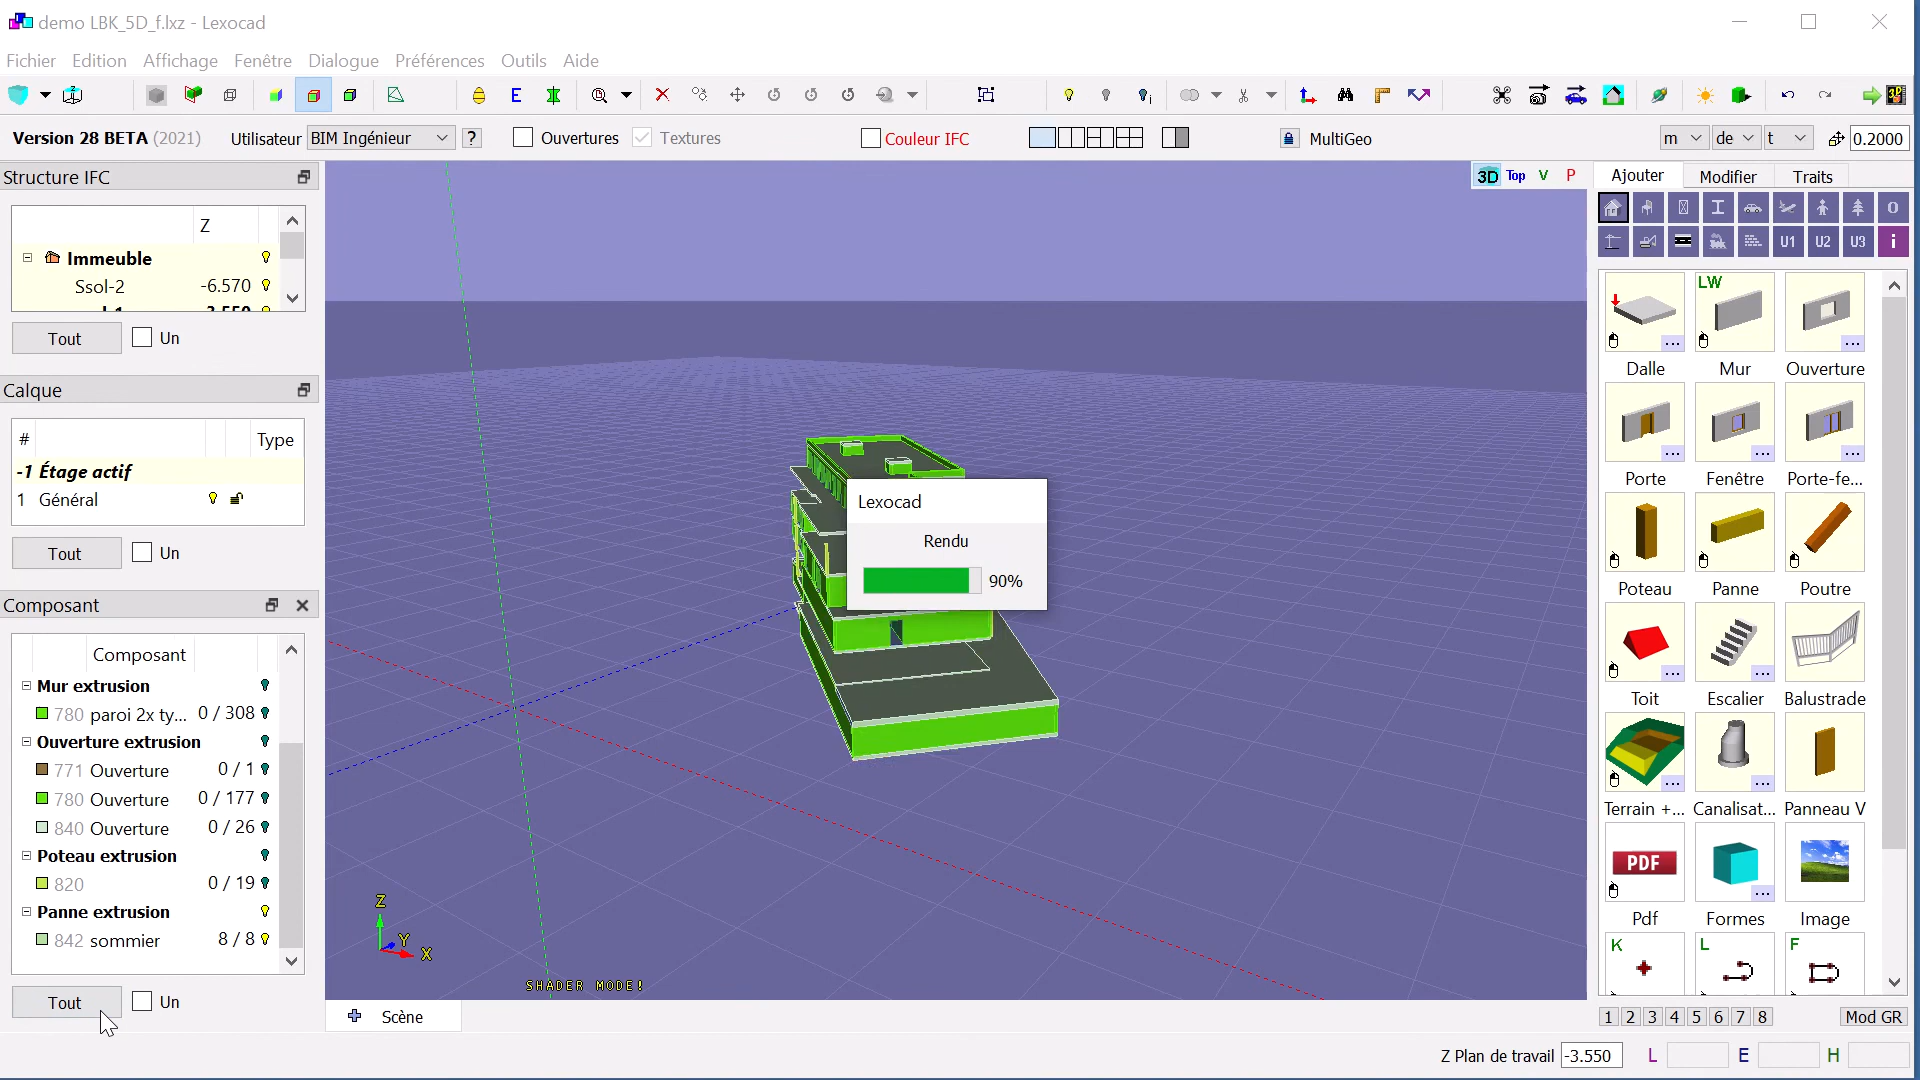 demo LBK_5D_f.lxz - Lexocad
Fichier Edition Affichage Fenêtre Dialogue Préférences Outils Aide
E
Version 28 BETA (2021) Utilisateur BIM Ingénieur ? Ouvertures Textures Couleur IFC MultiGeo m de t 0.2000
Structure IFC
3D Top V P
Ajouter Modifier Traits
O
U1 U2 U3 i
Z
Immeuble
Ssol-2 -6.570
Tout Un
Calque
# Type
-1 Étage actif
1 Général
Tout Un
Composant
Composant
Mur extrusion
780 paroi 2x ty... 0 / 308
Ouverture extrusion
771 Ouverture 0 / 1
780 Ouverture 0 / 177
840 Ouverture 0 / 26
Poteau extrusion
820 0 / 19
Panne extrusion
842 sommier 8 / 8
Tout Un
Lexocad
Rendu
90%
Z
Y
X
SHADER MODE!
Scène
LW
... ...
Dalle Mur Ouverture
... ... ...
Porte Fenêtre Porte-fe...
Poteau Panne Poutre
... ...
Toit Escalier Balustrade
... ...
Terrain +... Canalisat... Panneau V
PDF ...
Pdf Formes Image
K L F
1 2 3 4 5 6 7 8 Mod GR
Z Plan de travail -3.550 L E H